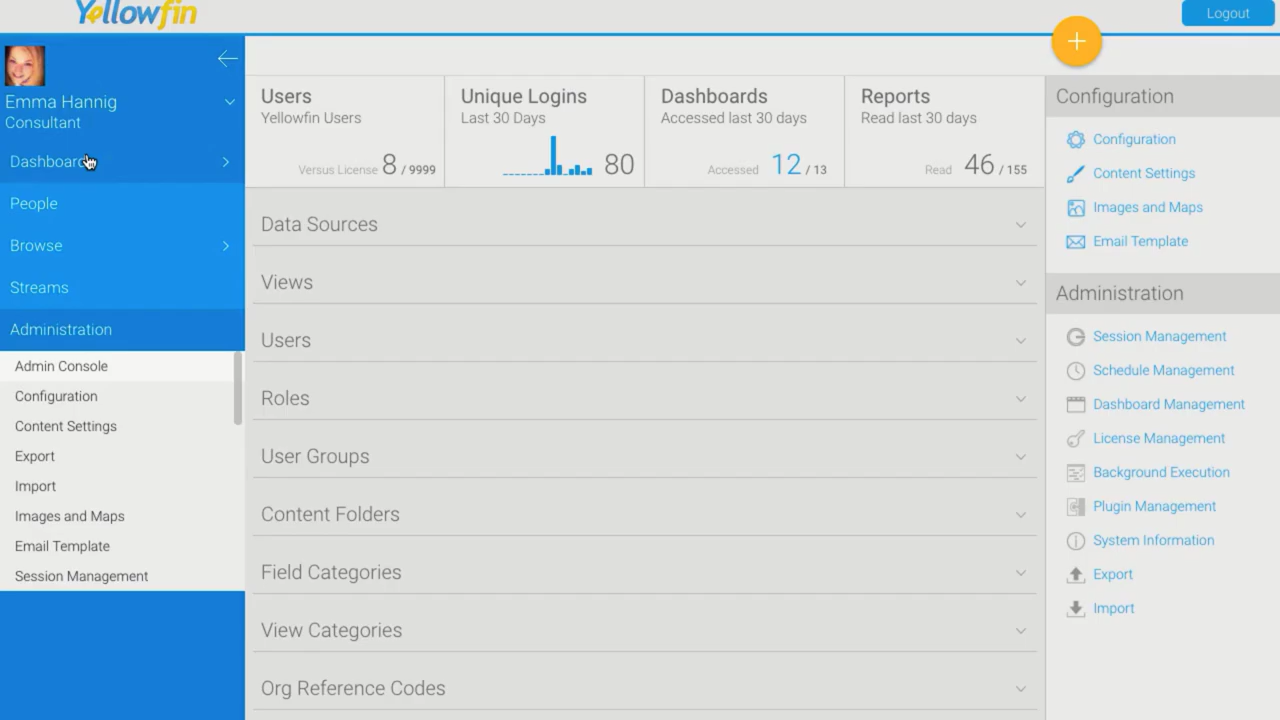 Yellowfin
Logout
Emma Hannig
Consultant
Dashboard
People
Browse
Streams
Administration
Admin Console
Configuration
Content Settings
Export
Import
Images and Maps
Email Template
Session Management
Users
Yellowfin Users
Versus License 8 / 9999
Unique Logins
Last 30 Days
80
Dashboards
Accessed last 30 days
Accessed 12 / 13
Reports
Read last 30 days
Read 46 / 155
Data Sources
Views
Users
Roles
User Groups
Content Folders
Field Categories
View Categories
Org Reference Codes
Configuration
Configuration
Content Settings
Images and Maps
Email Template
Administration
Session Management
Schedule Management
Dashboard Management
License Management
Background Execution
Plugin Management
System Information
Export
Import